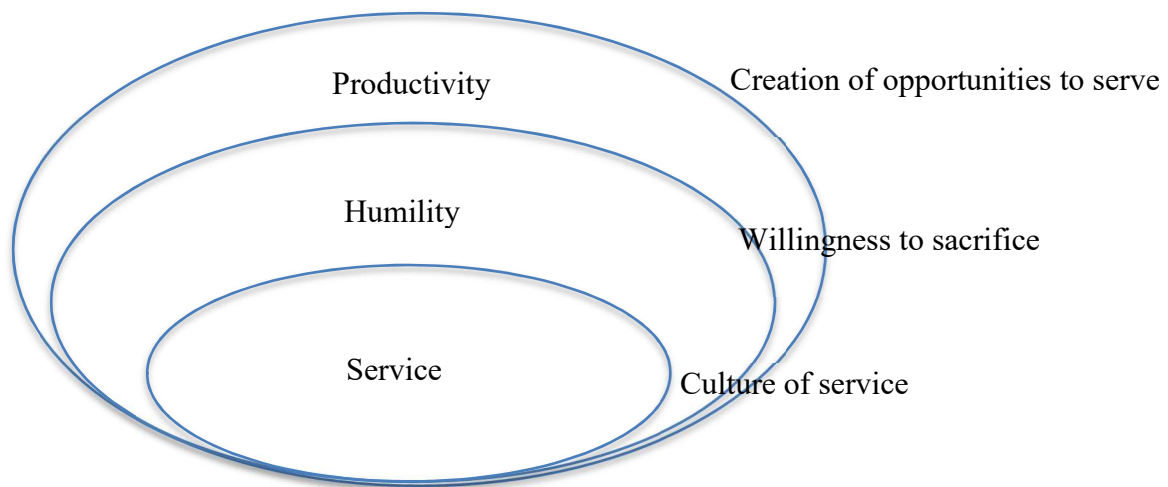 Productivity
Creation of opportunities to serve
Humility
Willingness to sacrifice
Service
Culture of service